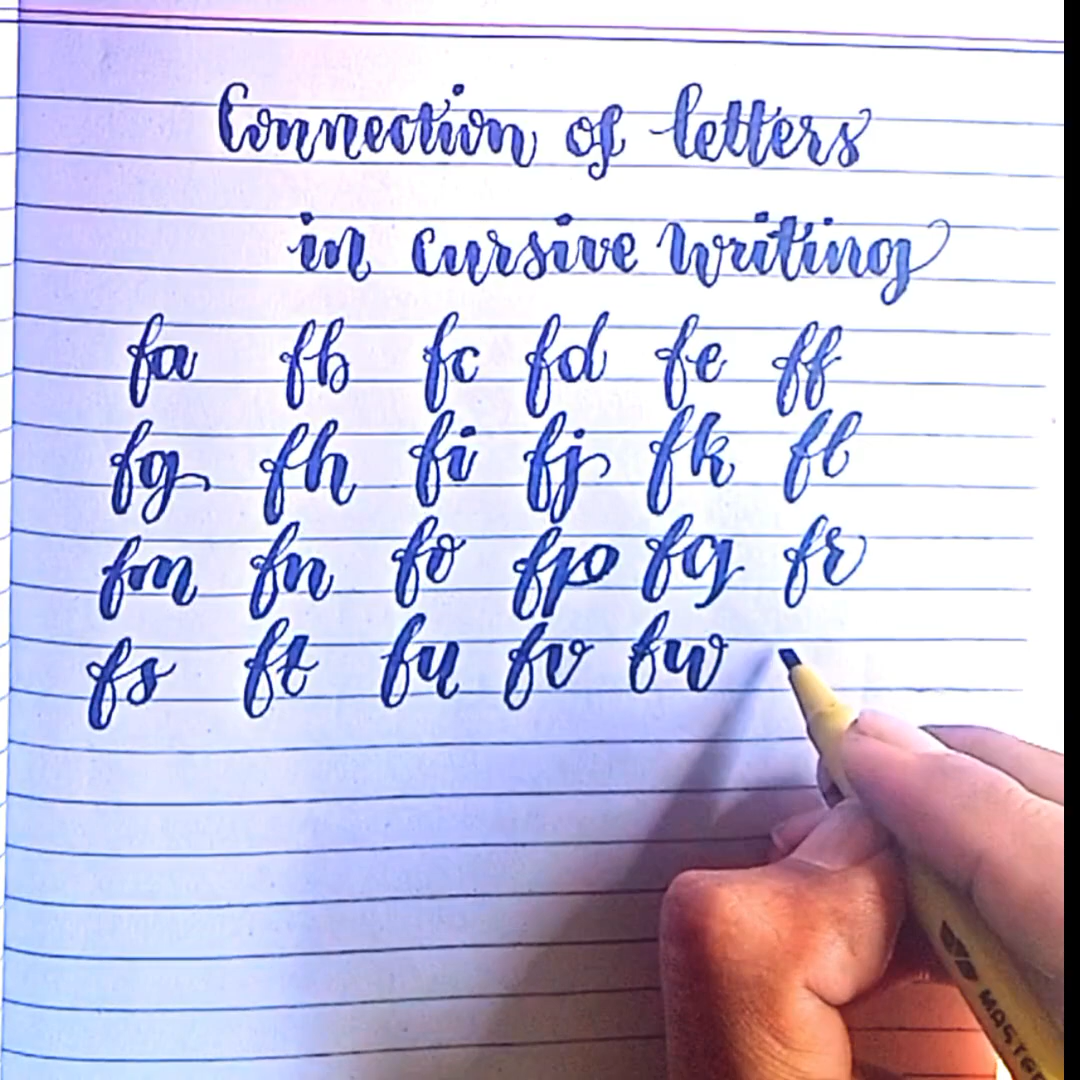 Connection of letters
in cursive writing
fa fb fc fd fe ff
fg fh fi fj fk fl
fm fn fo fp fq fr
fs ft fu fv fw
MASTER